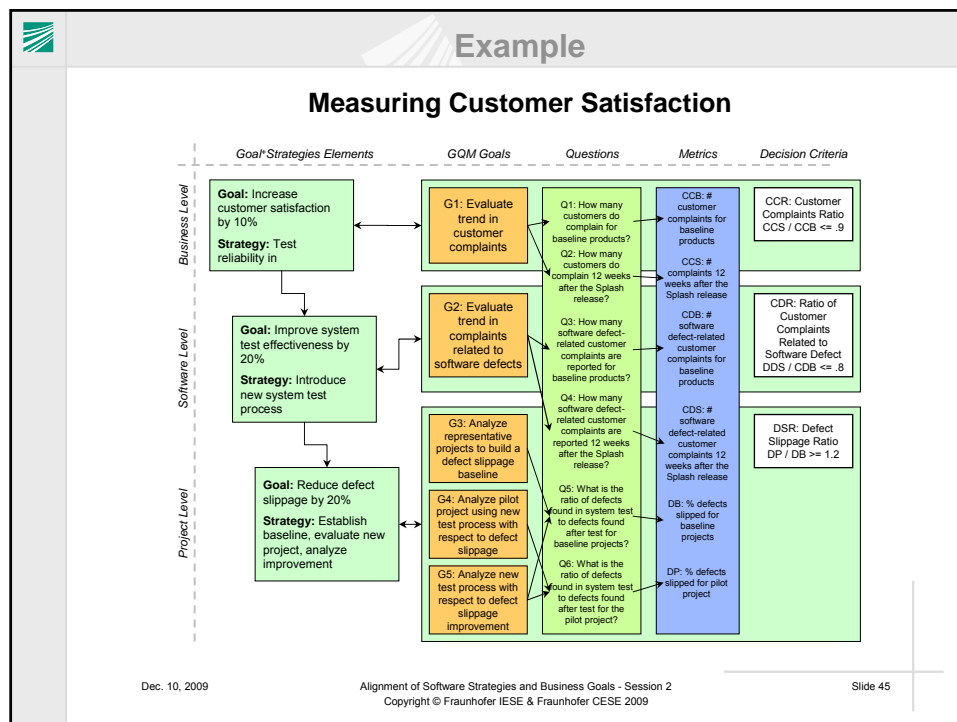 Example
Measuring Customer Satisfaction
Goal+Strategies Elements
GQM Goals
Questions
Metrics
Decision Criteria
Business Level
Goal: Increase
customer satisfaction
by 10%
Strategy: Test
reliability in
G1: Evaluate
trend in
customer
complaints
Q1: How many
customers do
complain for
baseline products?
Q2: How many
customers do
complain 12 weeks
after the Splash
release?
CCB: #
customer
complaints for
baseline
products
CCS: #
complaints 12
weeks after the
Splash release
CCR: Customer
Complaints Ratio
CCS / CCB <= .9
Software Level
Goal: Improve system
test effectiveness by
20%
Strategy: Introduce
new system test
process
G2: Evaluate
trend in
complaints
related to
software defects
Q3: How many
software defect-
related customer
complaints are
reported for
baseline products?
Q4: How many
software defect-
related customer
complaints are
reported 12 weeks
after the Splash
release?
CDB: #
software
defect-related
customer
complaints for
baseline
products
CDS: #
software
defect-related
customer
complaints 12
weeks after the
Splash release
CDR: Ratio of
Customer
Complaints
Related to
Software Defect
DDS / CDB <= .8
Project Level
Goal: Reduce defect
slippage by 20%
Strategy: Establish
baseline, evaluate new
project, analyze
improvement
G3: Analyze
representative
projects to build a
defect slippage
baseline
G4: Analyze pilot
project using new
test process with
respect to defect
slippage
G5: Analyze new
test process with
respect to defect
slippage
improvement
Q5: What is the
ratio of defects
found in system test
to defects found
after test for
baseline projects?
Q6: What is the
ratio of defects
found in system test
to defects found
after test for the
pilot project?
DB: % defects
slipped for
baseline
projects
DP: % defects
slipped for pilot
project
DSR: Defect
Slippage Ratio
DP / DB >= 1.2
Dec. 10, 2009
Alignment of Software Strategies and Business Goals - Session 2
Copyright © Fraunhofer IESE & Fraunhofer CESE 2009
Slide 45